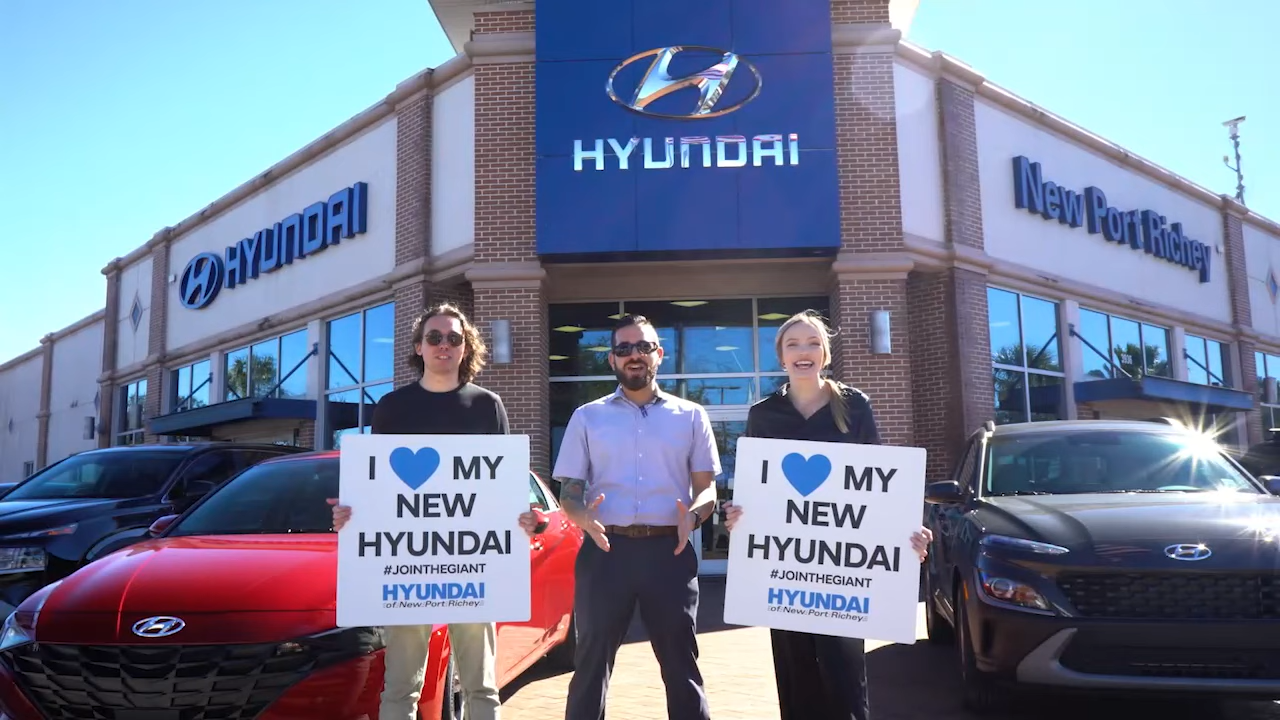 HYUNDAI
HYUNDAI
New Port Richey
I MY
NEW
HYUNDAI
#JOINTHEGIANT
HYUNDAI
of New Port Richey
I MY
NEW
HYUNDAI
#JOINTHEGIANT
HYUNDAI
of New Port Richey